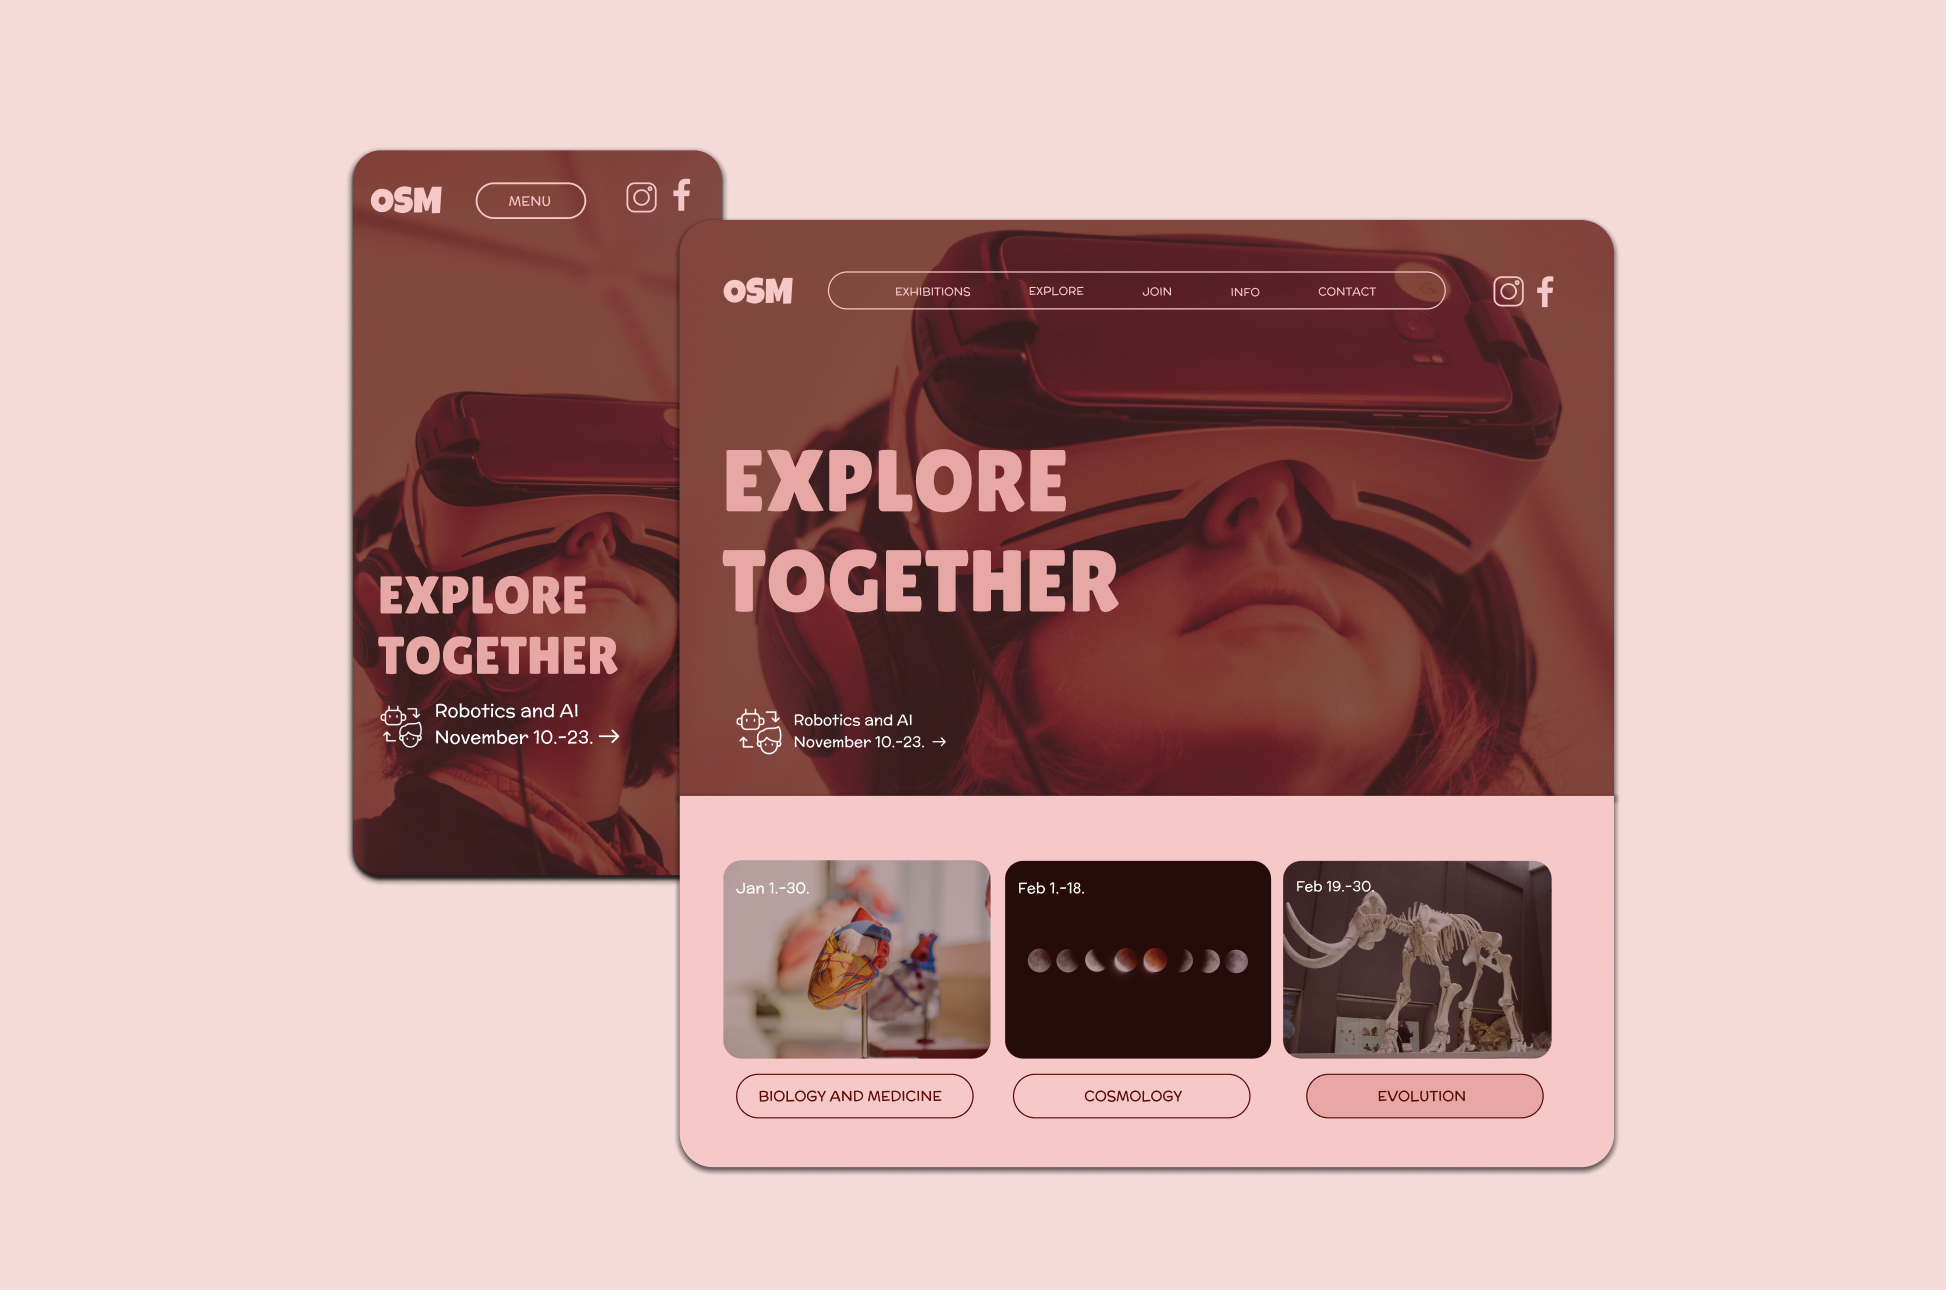 OSM
MENU
EXPLORE
TOGETHER
Robotics and AI
November 10.-23. →
OSM
EXHIBITIONS
EXPLORE
JOIN
INFO
CONTACT
EXPLORE
TOGETHER
Robotics and AI
November 10.-23. →
Jan 1.-30.
Feb 1.-18.
Feb 19.-30.
BIOLOGY AND MEDICINE
COSMOLOGY
EVOLUTION